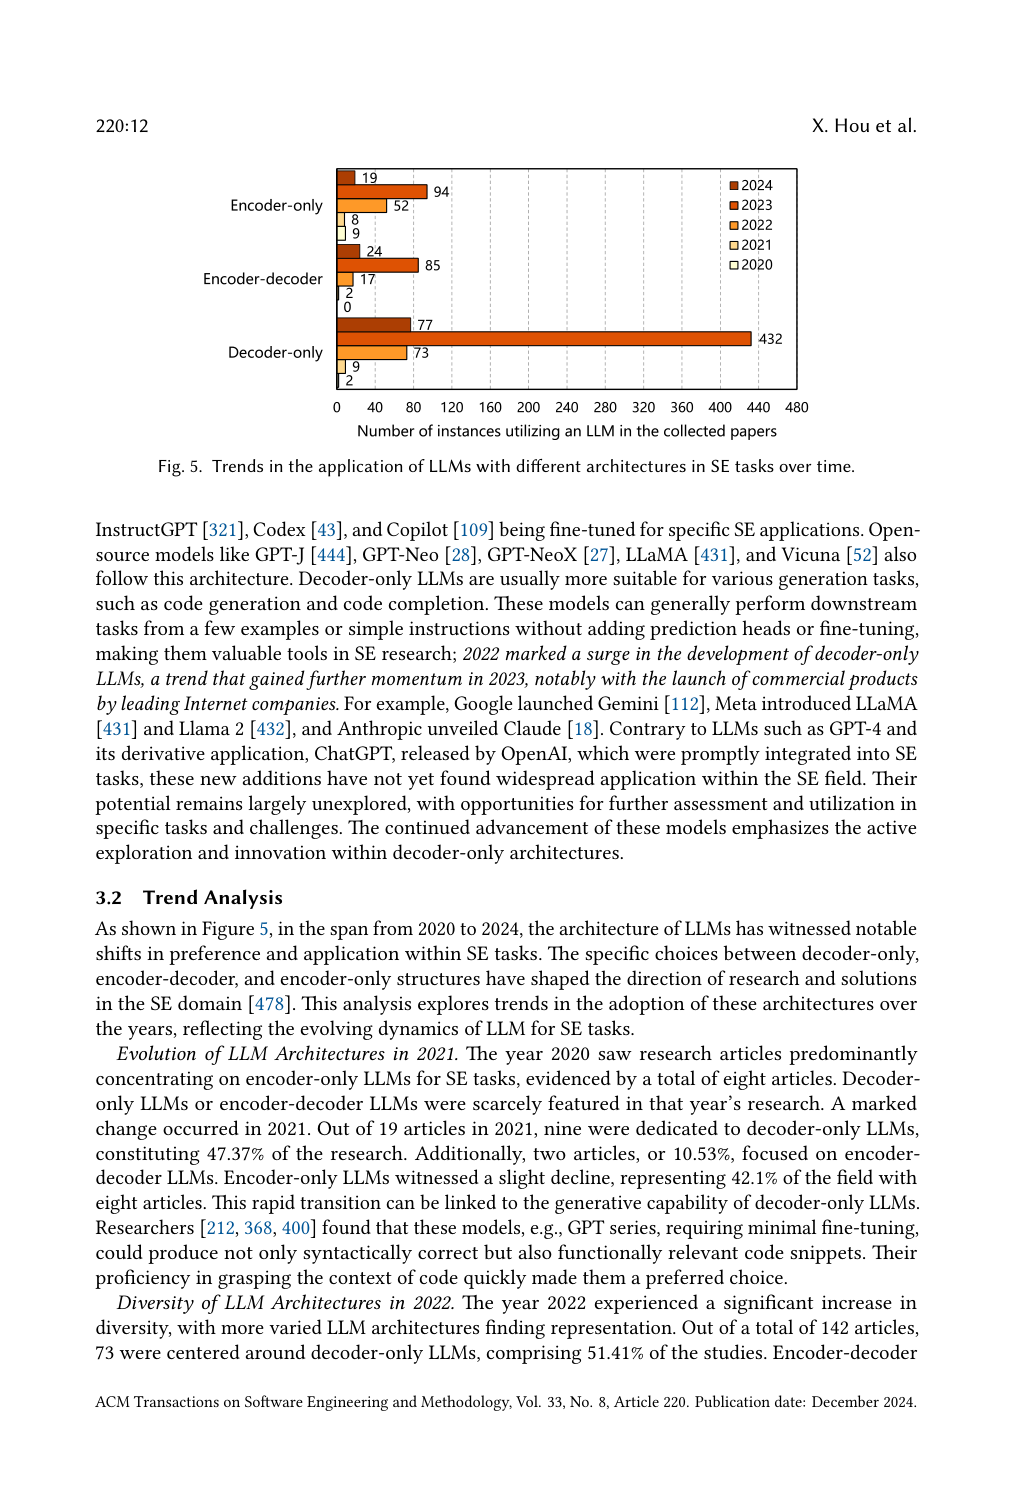 220:12
X. Hou et al.
19
94
Encoder-only
52
8
9
24
85
Encoder-decoder
17
2
0
77
432
Decoder-only
73
9
2
2024
2023
2022
2021
2020
0 40 80 120 160 200 240 280 320 360 400 440 480
Number of instances utilizing an LLM in the collected papers
Fig. 5. Trends in the application of LLMs with different architectures in SE tasks over time.
InstructGPT [321], Codex [43], and Copilot [109] being fine-tuned for specific SE applications. Open-
source models like GPT-J [444], GPT-Neo [28], GPT-NeoX [27], LLaMA [431], and Vicuna [52] also
follow this architecture. Decoder-only LLMs are usually more suitable for various generation tasks,
such as code generation and code completion. These models can generally perform downstream
tasks from a few examples or simple instructions without adding prediction heads or fine-tuning,
making them valuable tools in SE research; 2022 marked a surge in the development of decoder-only
LLMs, a trend that gained further momentum in 2023, notably with the launch of commercial products
by leading Internet companies. For example, Google launched Gemini [112], Meta introduced LLaMA
[431] and Llama 2 [432], and Anthropic unveiled Claude [18]. Contrary to LLMs such as GPT-4 and
its derivative application, ChatGPT, released by OpenAI, which were promptly integrated into SE
tasks, these new additions have not yet found widespread application within the SE field. Their
potential remains largely unexplored, with opportunities for further assessment and utilization in
specific tasks and challenges. The continued advancement of these models emphasizes the active
exploration and innovation within decoder-only architectures.
3.2 Trend Analysis
As shown in Figure 5, in the span from 2020 to 2024, the architecture of LLMs has witnessed notable
shifts in preference and application within SE tasks. The specific choices between decoder-only,
encoder-decoder, and encoder-only structures have shaped the direction of research and solutions
in the SE domain [478]. This analysis explores trends in the adoption of these architectures over
the years, reflecting the evolving dynamics of LLM for SE tasks.
Evolution of LLM Architectures in 2021. The year 2020 saw research articles predominantly
concentrating on encoder-only LLMs for SE tasks, evidenced by a total of eight articles. Decoder-
only LLMs or encoder-decoder LLMs were scarcely featured in that year's research. A marked
change occurred in 2021. Out of 19 articles in 2021, nine were dedicated to decoder-only LLMs,
constituting 47.37% of the research. Additionally, two articles, or 10.53%, focused on encoder-
decoder LLMs. Encoder-only LLMs witnessed a slight decline, representing 42.1% of the field with
eight articles. This rapid transition can be linked to the generative capability of decoder-only LLMs.
Researchers [212, 368, 400] found that these models, e.g., GPT series, requiring minimal fine-tuning,
could produce not only syntactically correct but also functionally relevant code snippets. Their
proficiency in grasping the context of code quickly made them a preferred choice.
Diversity of LLM Architectures in 2022. The year 2022 experienced a significant increase in
diversity, with more varied LLM architectures finding representation. Out of a total of 142 articles,
73 were centered around decoder-only LLMs, comprising 51.41% of the studies. Encoder-decoder
ACM Transactions on Software Engineering and Methodology, Vol. 33, No. 8, Article 220. Publication date: December 2024.